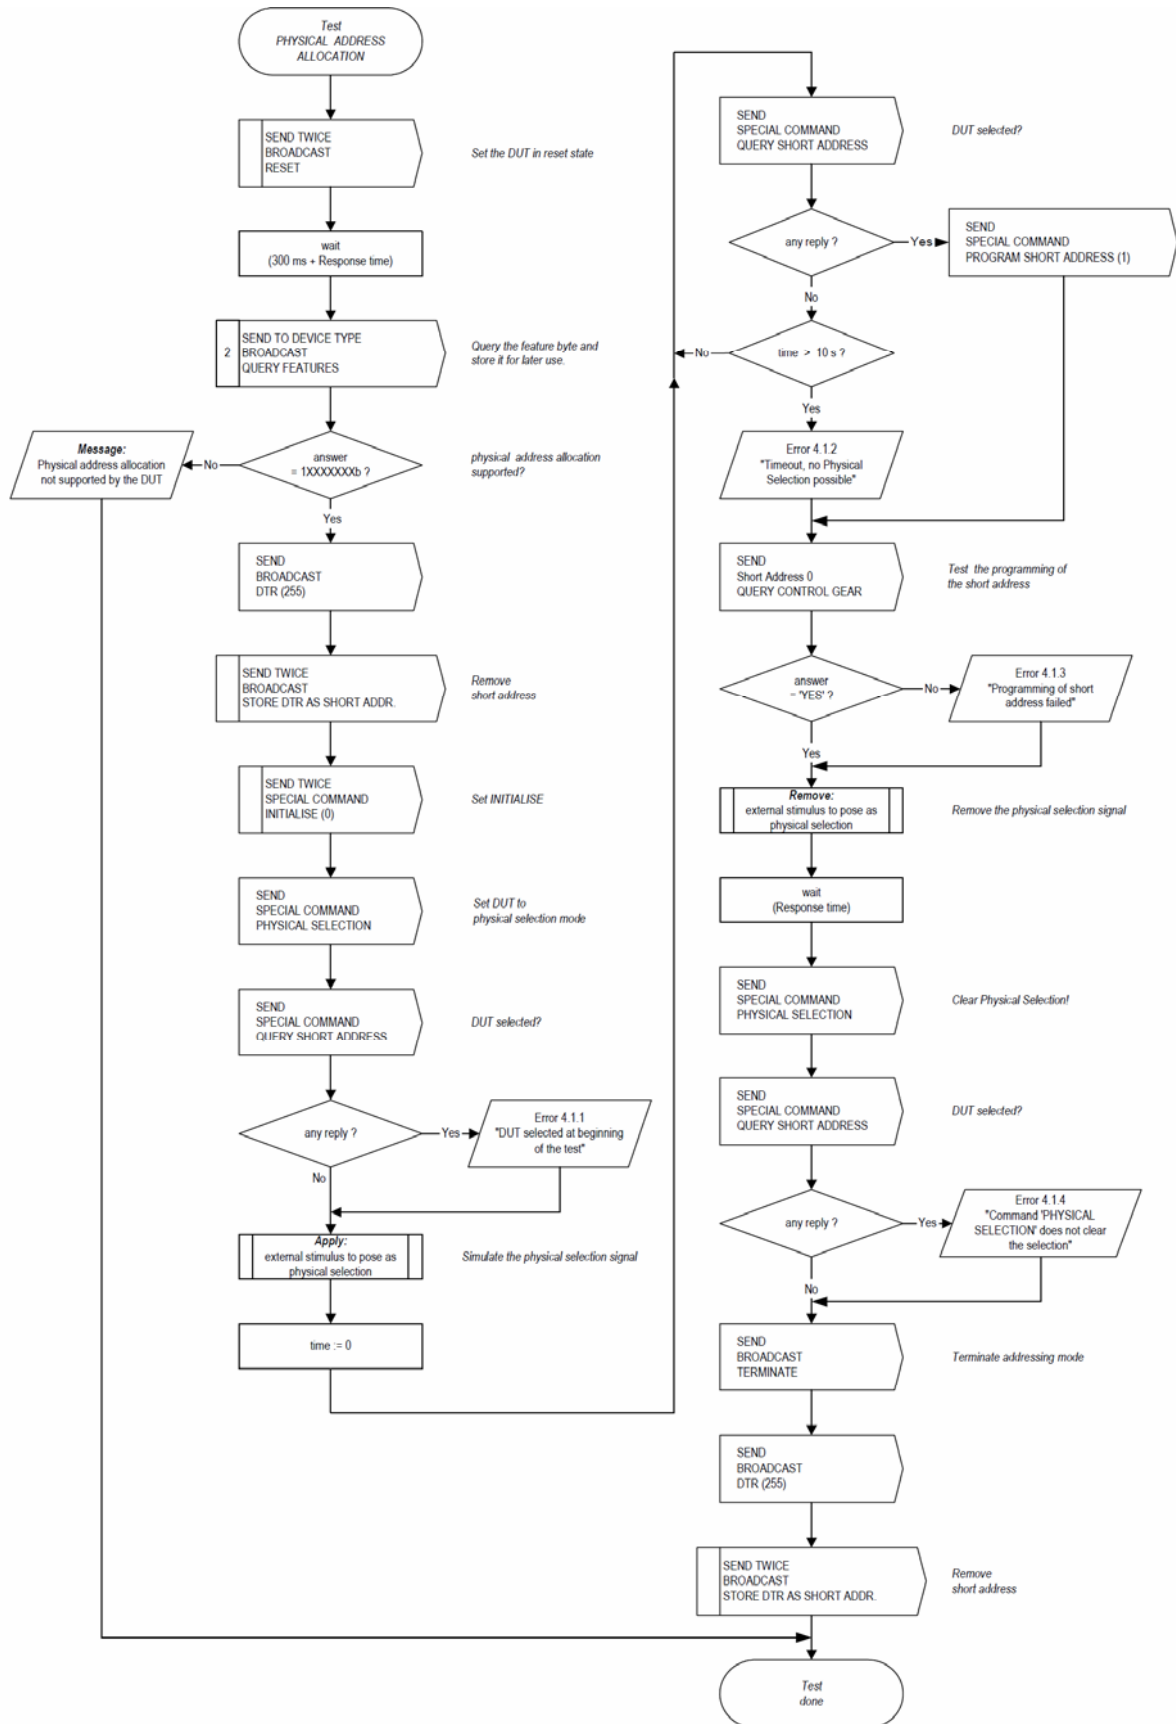 Test
PHYSICAL ADDRESS
ALLOCATION
SEND TWICE
BROADCAST
RESET
Set the DUT in reset state
wait
(300 ms + Response time)
2
SEND TO DEVICE TYPE
BROADCAST
QUERY FEATURES
Query the feature byte and
store it for later use.
answer
= 1XXXXXXXb ?
physical address allocation
supported?
No
Message:
Physical address allocation
not supported by the DUT
Yes
SEND
BROADCAST
DTR (255)
SEND TWICE
BROADCAST
STORE DTR AS SHORT ADDR.
Remove
short address
SEND TWICE
SPECIAL COMMAND
INITIALISE (0)
Set INITIALISE
SEND
SPECIAL COMMAND
PHYSICAL SELECTION
Set DUT to
physical selection mode
SEND
SPECIAL COMMAND
QUERY SHORT ADDRESS
DUT selected?
any reply ?
Yes
Error 4.1.1
"DUT selected at beginning
of the test"
No
Apply:
external stimulus to pose as
physical selection
Simulate the physical selection signal
time := 0
SEND
SPECIAL COMMAND
QUERY SHORT ADDRESS
DUT selected?
any reply ?
Yes
SEND
SPECIAL COMMAND
PROGRAM SHORT ADDRESS (1)
No
time > 10 s ?
No
Yes
Error 4.1.2
"Timeout, no Physical
Selection possible"
SEND
Short Address 0
QUERY CONTROL GEAR
Test the programming of
the short address
answer
= 'YES' ?
No
Error 4.1.3
"Programming of short
address failed"
Yes
Remove:
external stimulus to pose as
physical selection
Remove the physical selection signal
wait
(Response time)
SEND
SPECIAL COMMAND
PHYSICAL SELECTION
Clear Physical Selection!
SEND
SPECIAL COMMAND
QUERY SHORT ADDRESS
DUT selected?
any reply ?
Yes
Error 4.1.4
"Command 'PHYSICAL
SELECTION' does not clear
the selection"
No
SEND
BROADCAST
TERMINATE
Terminate addressing mode
SEND
BROADCAST
DTR (255)
SEND TWICE
BROADCAST
STORE DTR AS SHORT ADDR.
Remove
short address
Test
done